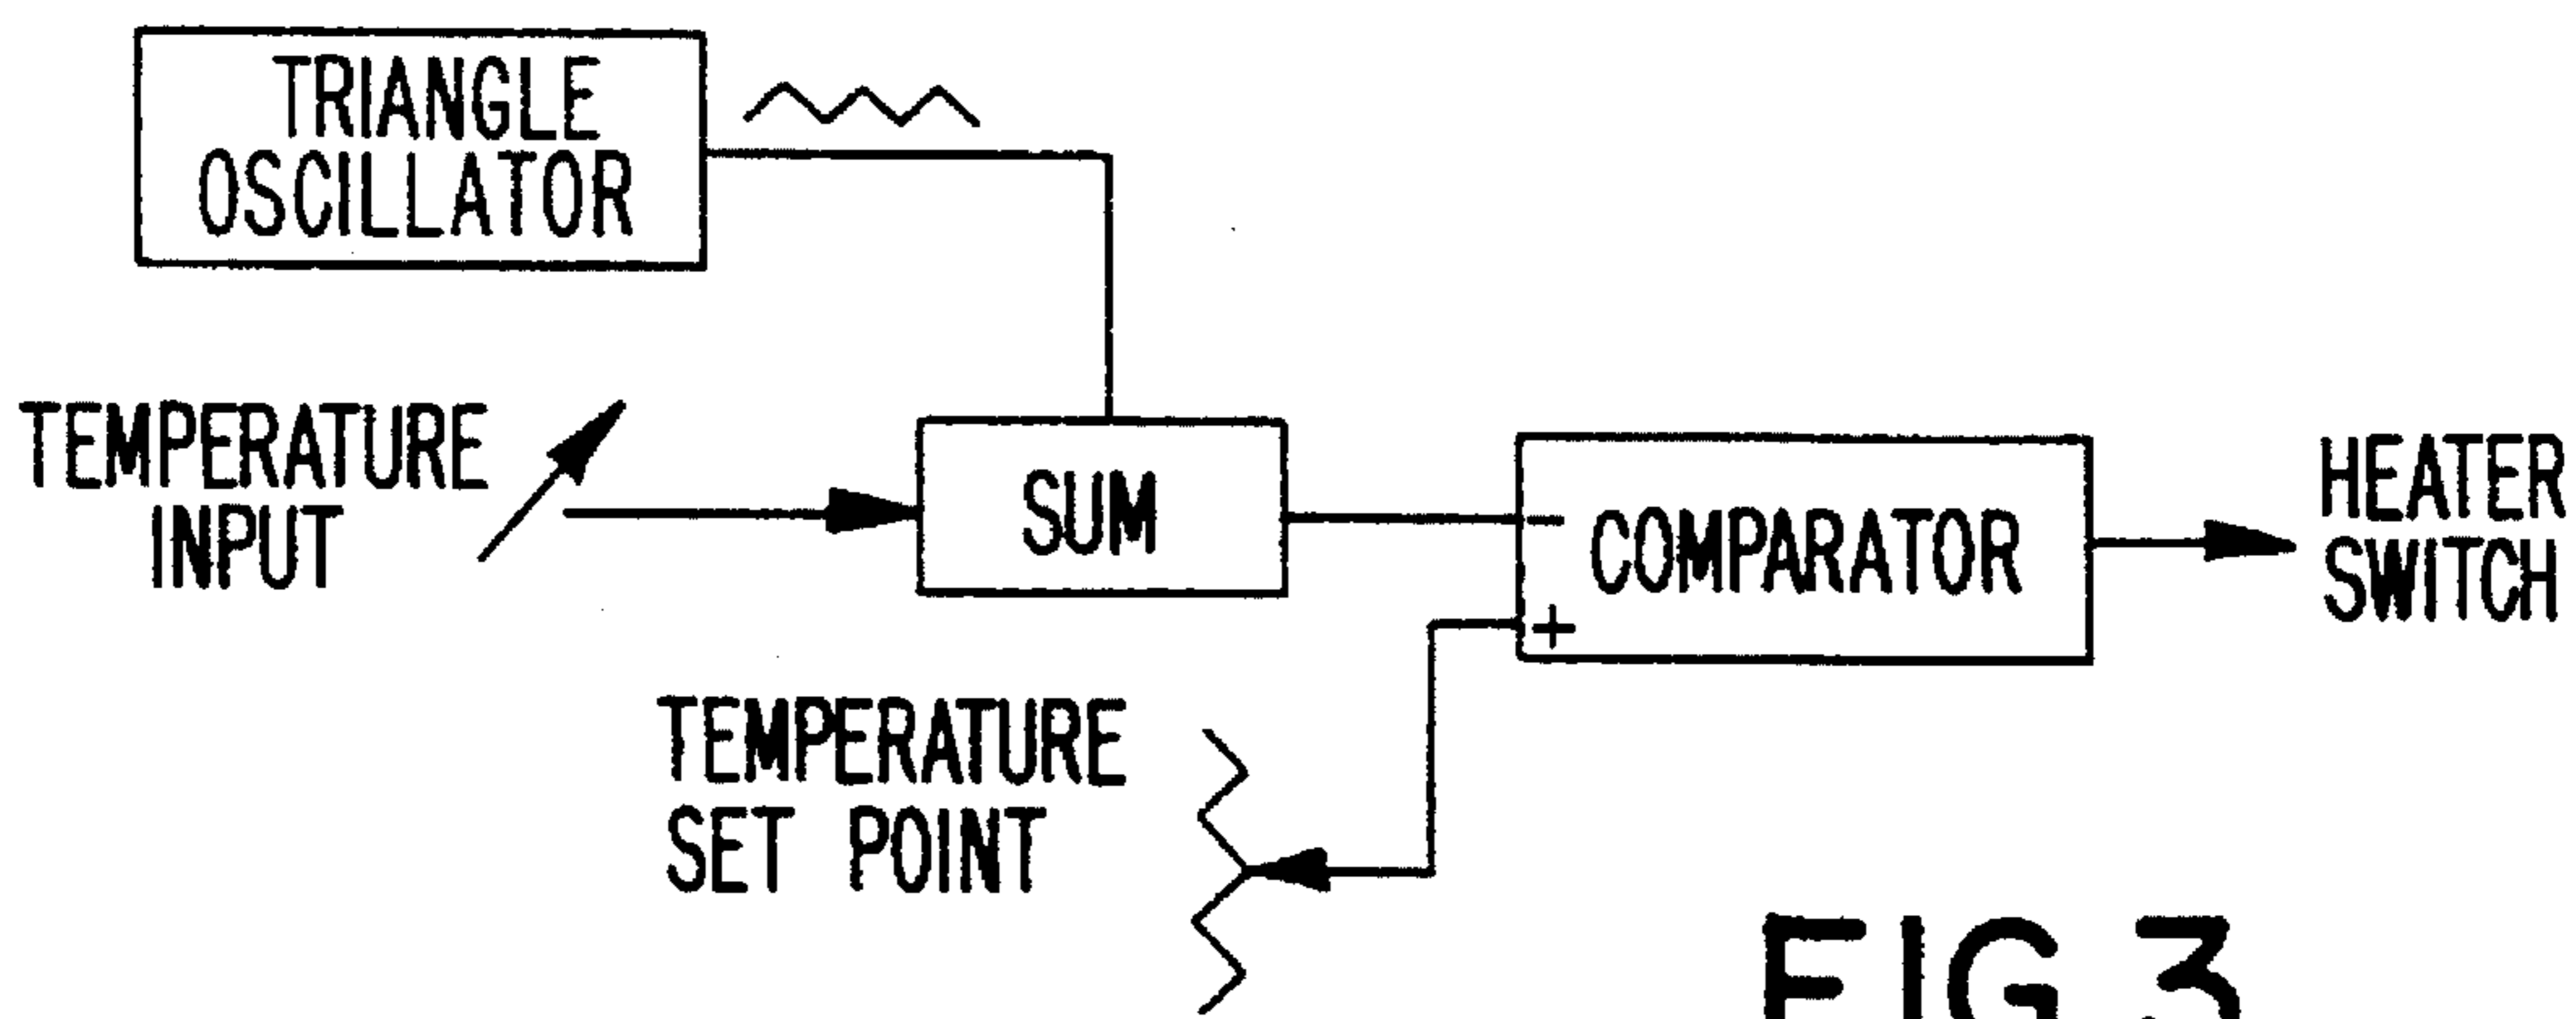 TRIANGLE
OSCILLATOR
TEMPERATURE
INPUT
SUM
-
+
COMPARATOR
HEATER
SWITCH
TEMPERATURE
SET POINT
FIG.3